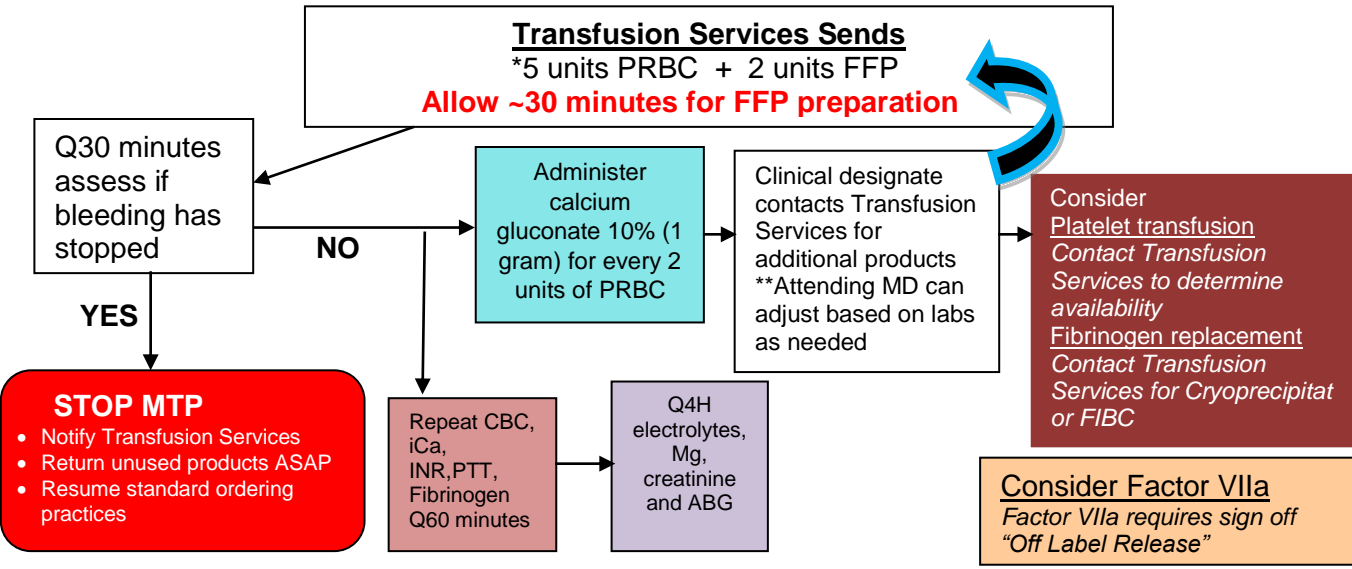 Transfusion Services Sends
*5 units PRBC + 2 units FFP
Allow ~30 minutes for FFP preparation
Q30 minutes
assess if
bleeding has
stopped
NO
YES
Administer
calcium
gluconate 10% (1
gram) for every 2
units of PRBC
Clinical designate
contacts Transfusion
Services for
additional products
**Attending MD can
adjust based on labs
as needed
Consider
Platelet transfusion
Contact Transfusion
Services to determine
availability
Fibrinogen replacement
Contact Transfusion
Services for Cryoprecipitat
or FIBC
STOP MTP
• Notify Transfusion Services
• Return unused products ASAP
• Resume standard ordering
practices
Repeat CBC,
iCa,
INR,PTT,
Fibrinogen
Q60 minutes
Q4H
electrolytes,
Mg,
creatinine
and ABG
Consider Factor VIIa
Factor VIIa requires sign off
“Off Label Release”